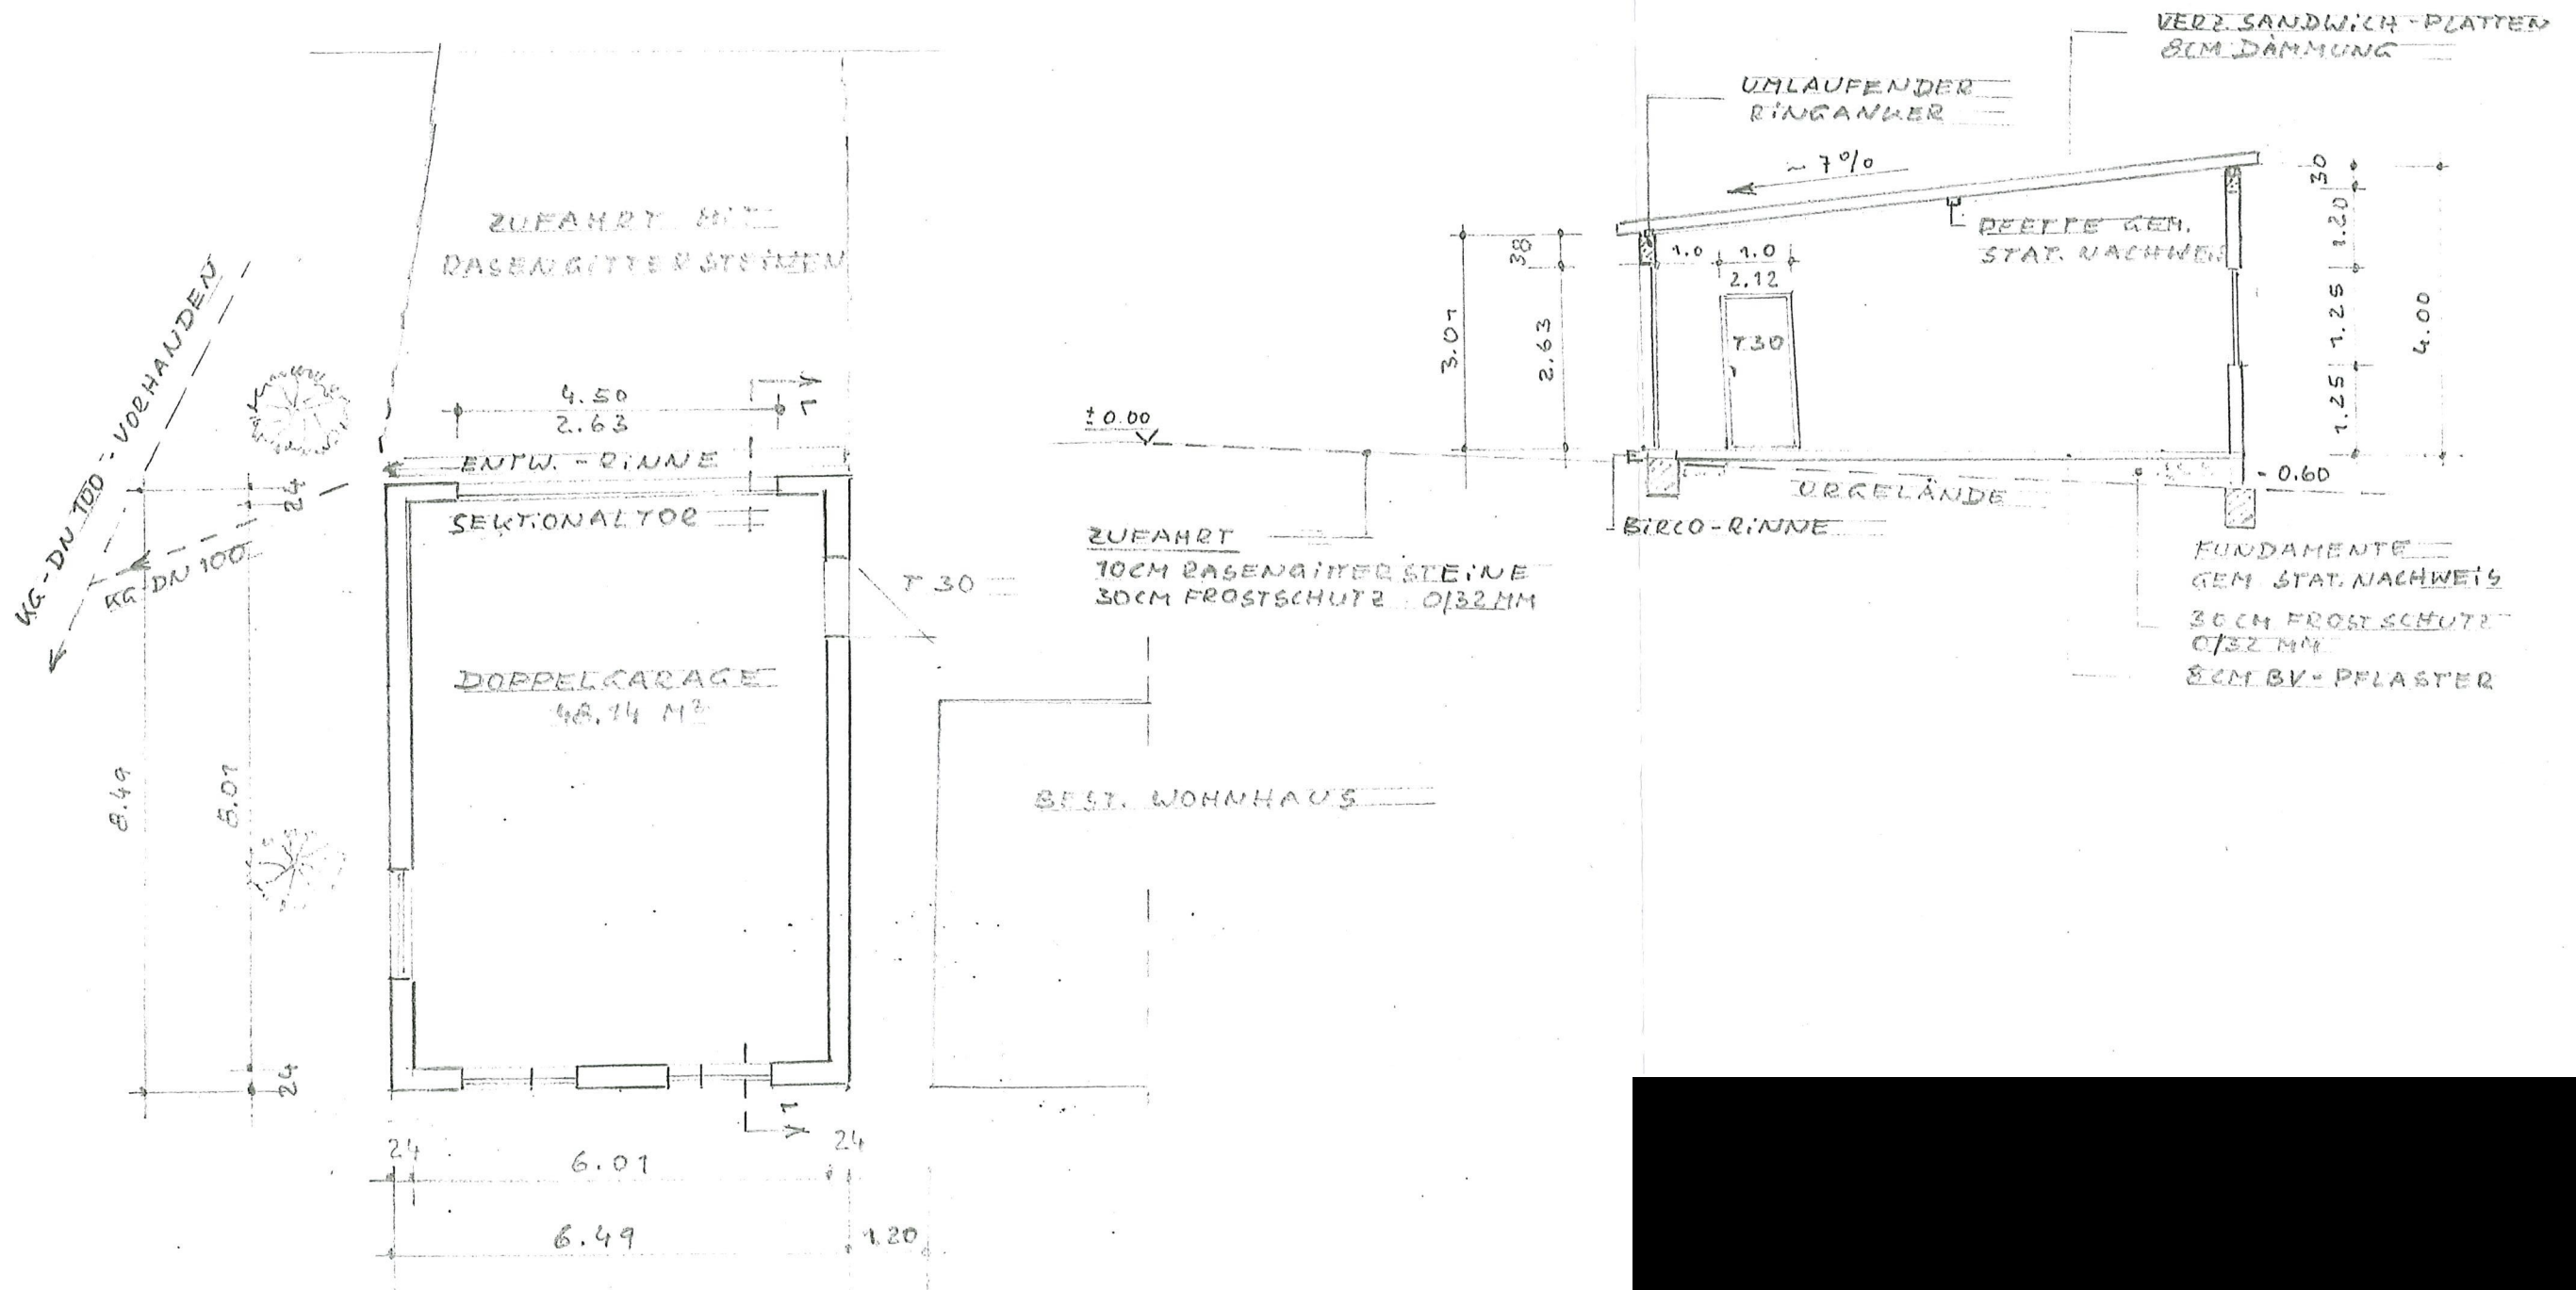 ZUFAHRT MIT
RASENGITTERSTEINEN
KG-DN 100 - VORHANDEN
KG-DN 100
4.50
2.63
1
ENTW. - RINNE
SEKTIONALTOR
T 30
DOPPELGARAGE
48.14 M²
BEST. WOHNHAUS
24
8.49
8.01
24
1
24
6.01
24
6.49
1.20
VERZ. SANDWICH-PLATTEN
8CM DÄMMUNG
UMLAUFENDER
RINGANKER
~ 7%
PFETTE GEM.
STAT. NACHWEIS
38
3.01
2.63
1.0
1.0
2.12
T30
30
1.20
1.25
1.25
4.00
± 0.00
- 0.60
URGELÄNDE
BIRCO-RINNE
ZUFAHRT
10CM RASENGITTERSTEINE
30CM FROSTSCHUTZ 0/32 MM
FUNDAMENTE
GEM. STAT. NACHWEIS
30 CM FROSTSCHUTZ
0/32 MM
8CM BV-PFLASTER